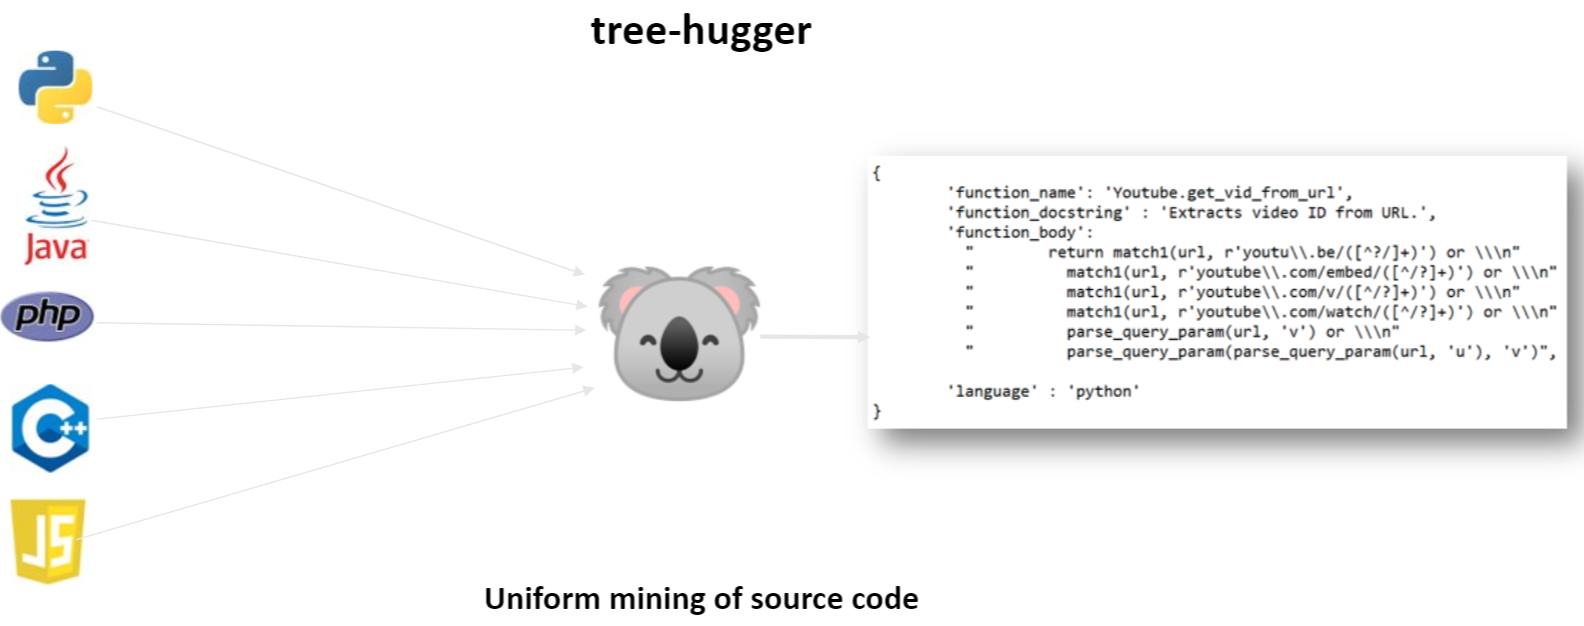 tree-hugger
Java
php
C++
JS
{
'function_name': 'Youtube.get_vid_from_url',
'function_docstring' : 'Extracts video ID from URL.',
'function_body':
" return match1(url, r'youtu\\.be/([^?/]+)') or \\\n"
" match1(url, r'youtube\\.com/embed/([^/?]+)') or \\\n"
" match1(url, r'youtube\\.com/v/([^/?]+)') or \\\n"
" match1(url, r'youtube\\.com/watch/([^/?]+)') or \\\n"
" parse_query_param(url, 'v') or \\\n"
" parse_query_param(parse_query_param(url, 'u'), 'v')",
'language' : 'python'
}
Uniform mining of source code